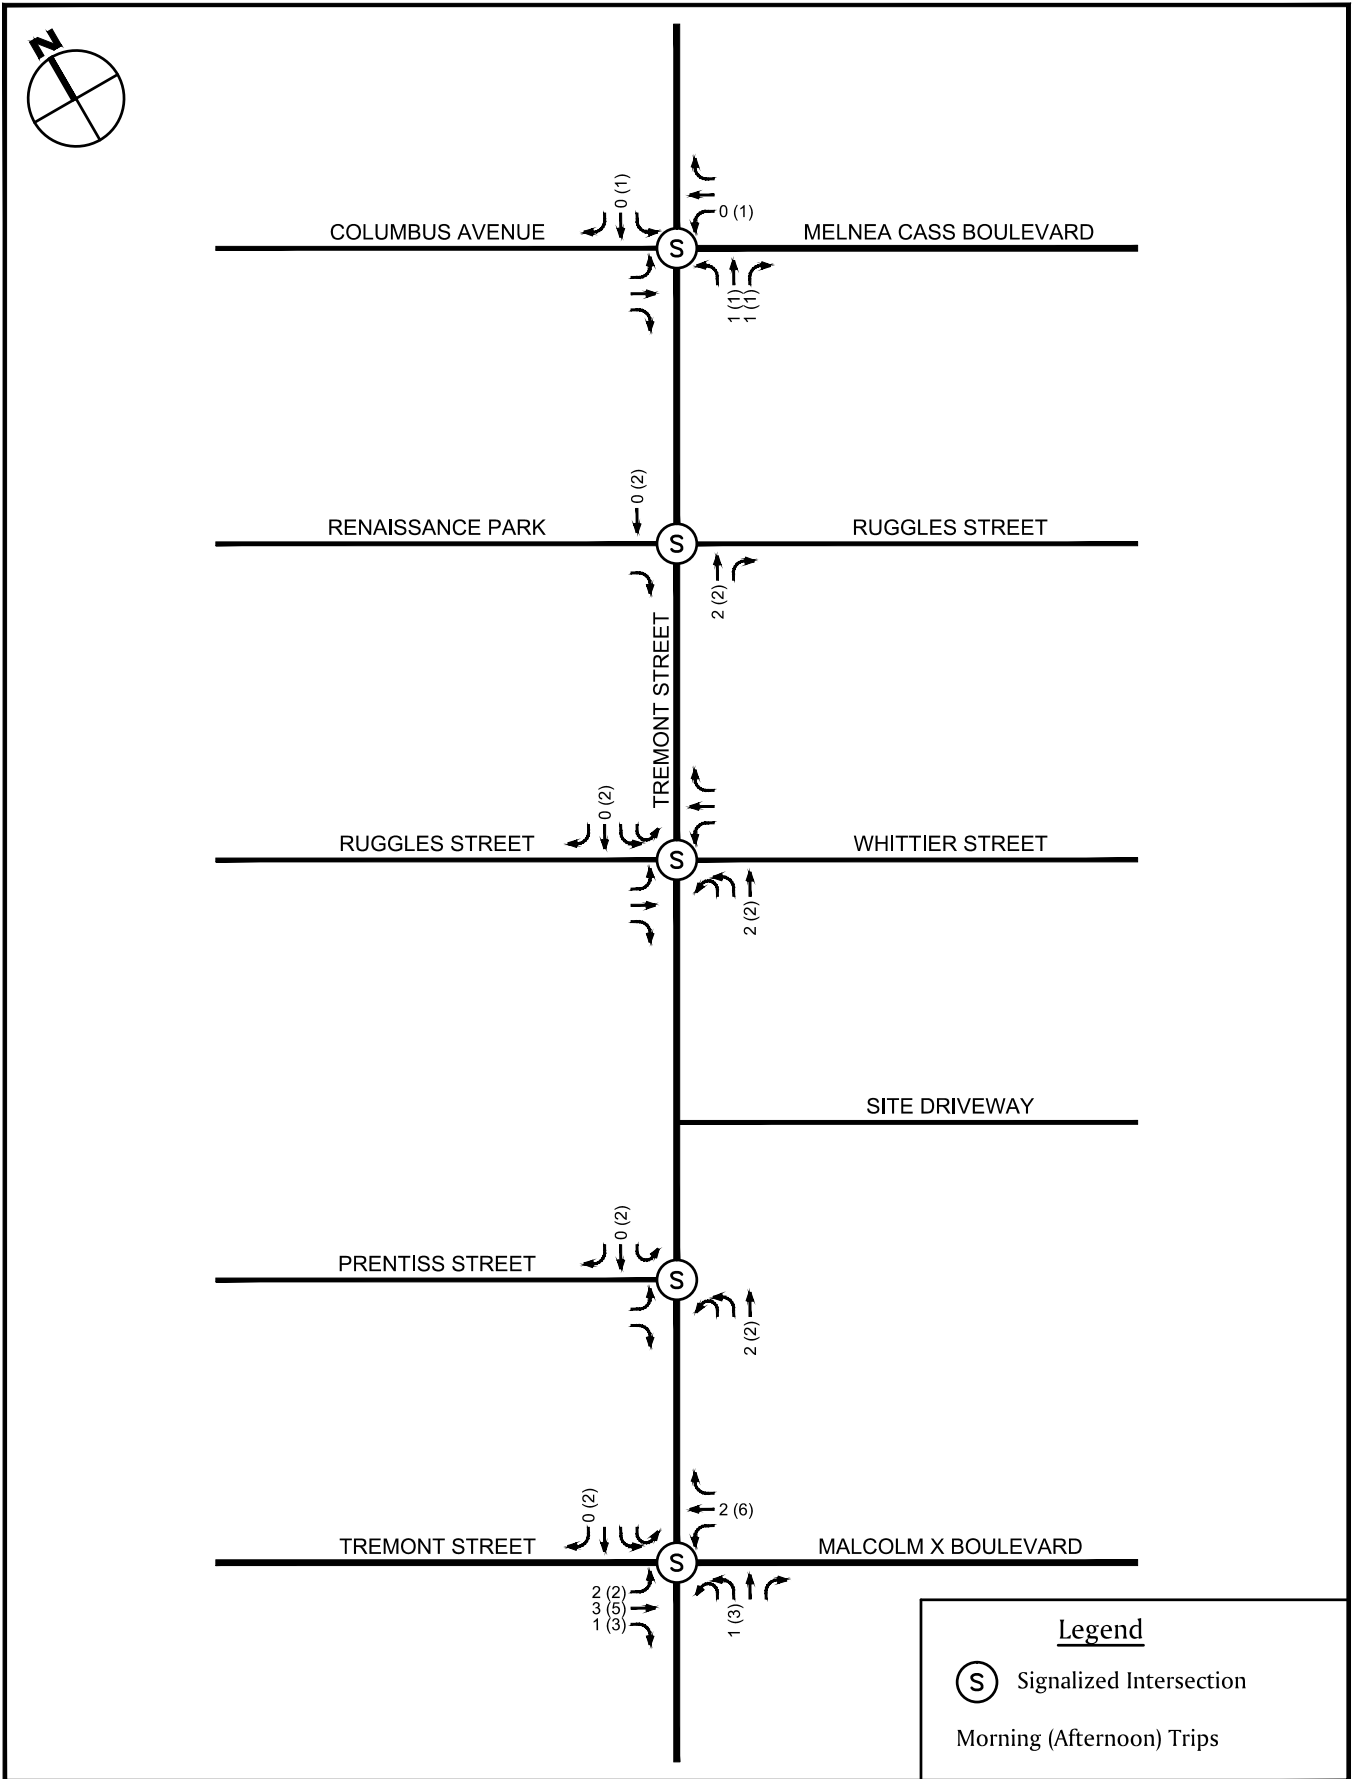 N
0 (1)
0 (1)
COLUMBUS AVENUE
MELNEA CASS BOULEVARD
S
1 (1)
1 (1)
0 (2)
RENAISSANCE PARK
RUGGLES STREET
S
2 (2)
TREMONT STREET
0 (2)
RUGGLES STREET
WHITTIER STREET
S
2 (2)
SITE DRIVEWAY
0 (2)
PRENTISS STREET
S
2 (2)
0 (2)
2 (6)
TREMONT STREET
MALCOLM X BOULEVARD
S
2 (2)
3 (5)
1 (3)
1 (3)
Legend
S Signalized Intersection
Morning (Afternoon) Trips